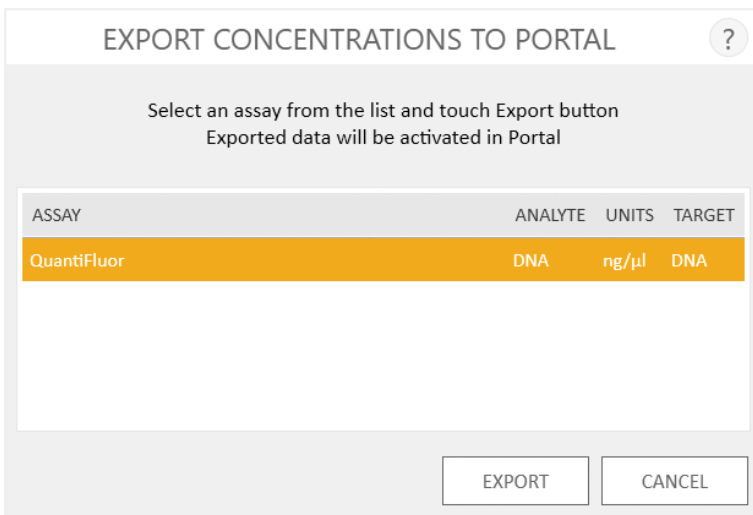 EXPORT CONCENTRATIONS TO PORTAL ?
Select an assay from the list and touch Export button
Exported data will be activated in Portal
ASSAY ANALYTE UNITS TARGET
QuantiFluor DNA ng/µl DNA
EXPORT CANCEL